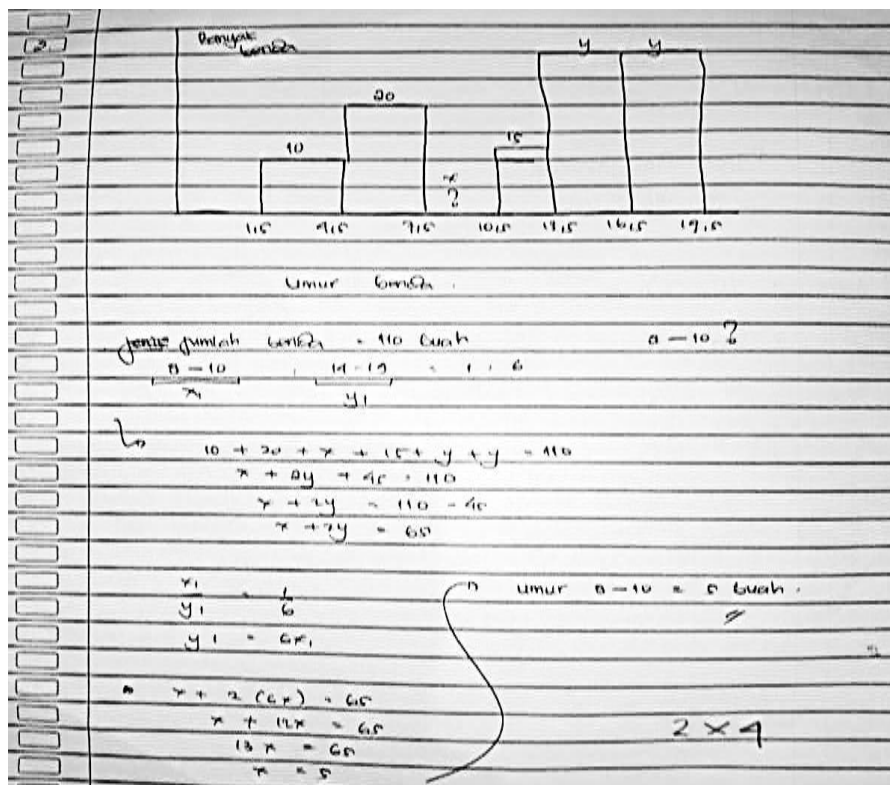 2.
Banyak benda
y y
20
15
10
x
?
1,5 4,5 7,5 10,5 13,5 16,5 19,5
Umur benda.
Jumlah benda = 110 buah 8 - 10 ?
8 - 10 : 14 - 19 = 1 : 6
x1 y1
10 + 20 + x + 15 + y + y = 110
x + 2y + 45 = 110
x + 2y = 110 - 45
x + 2y = 65
x1 / y1 = 1 / 6
umur 8 - 10 = 5 buah.
y1 = 6x1
x + 2 (6x) = 65
x + 12x = 65
2 x 4
13x = 65
x = 5